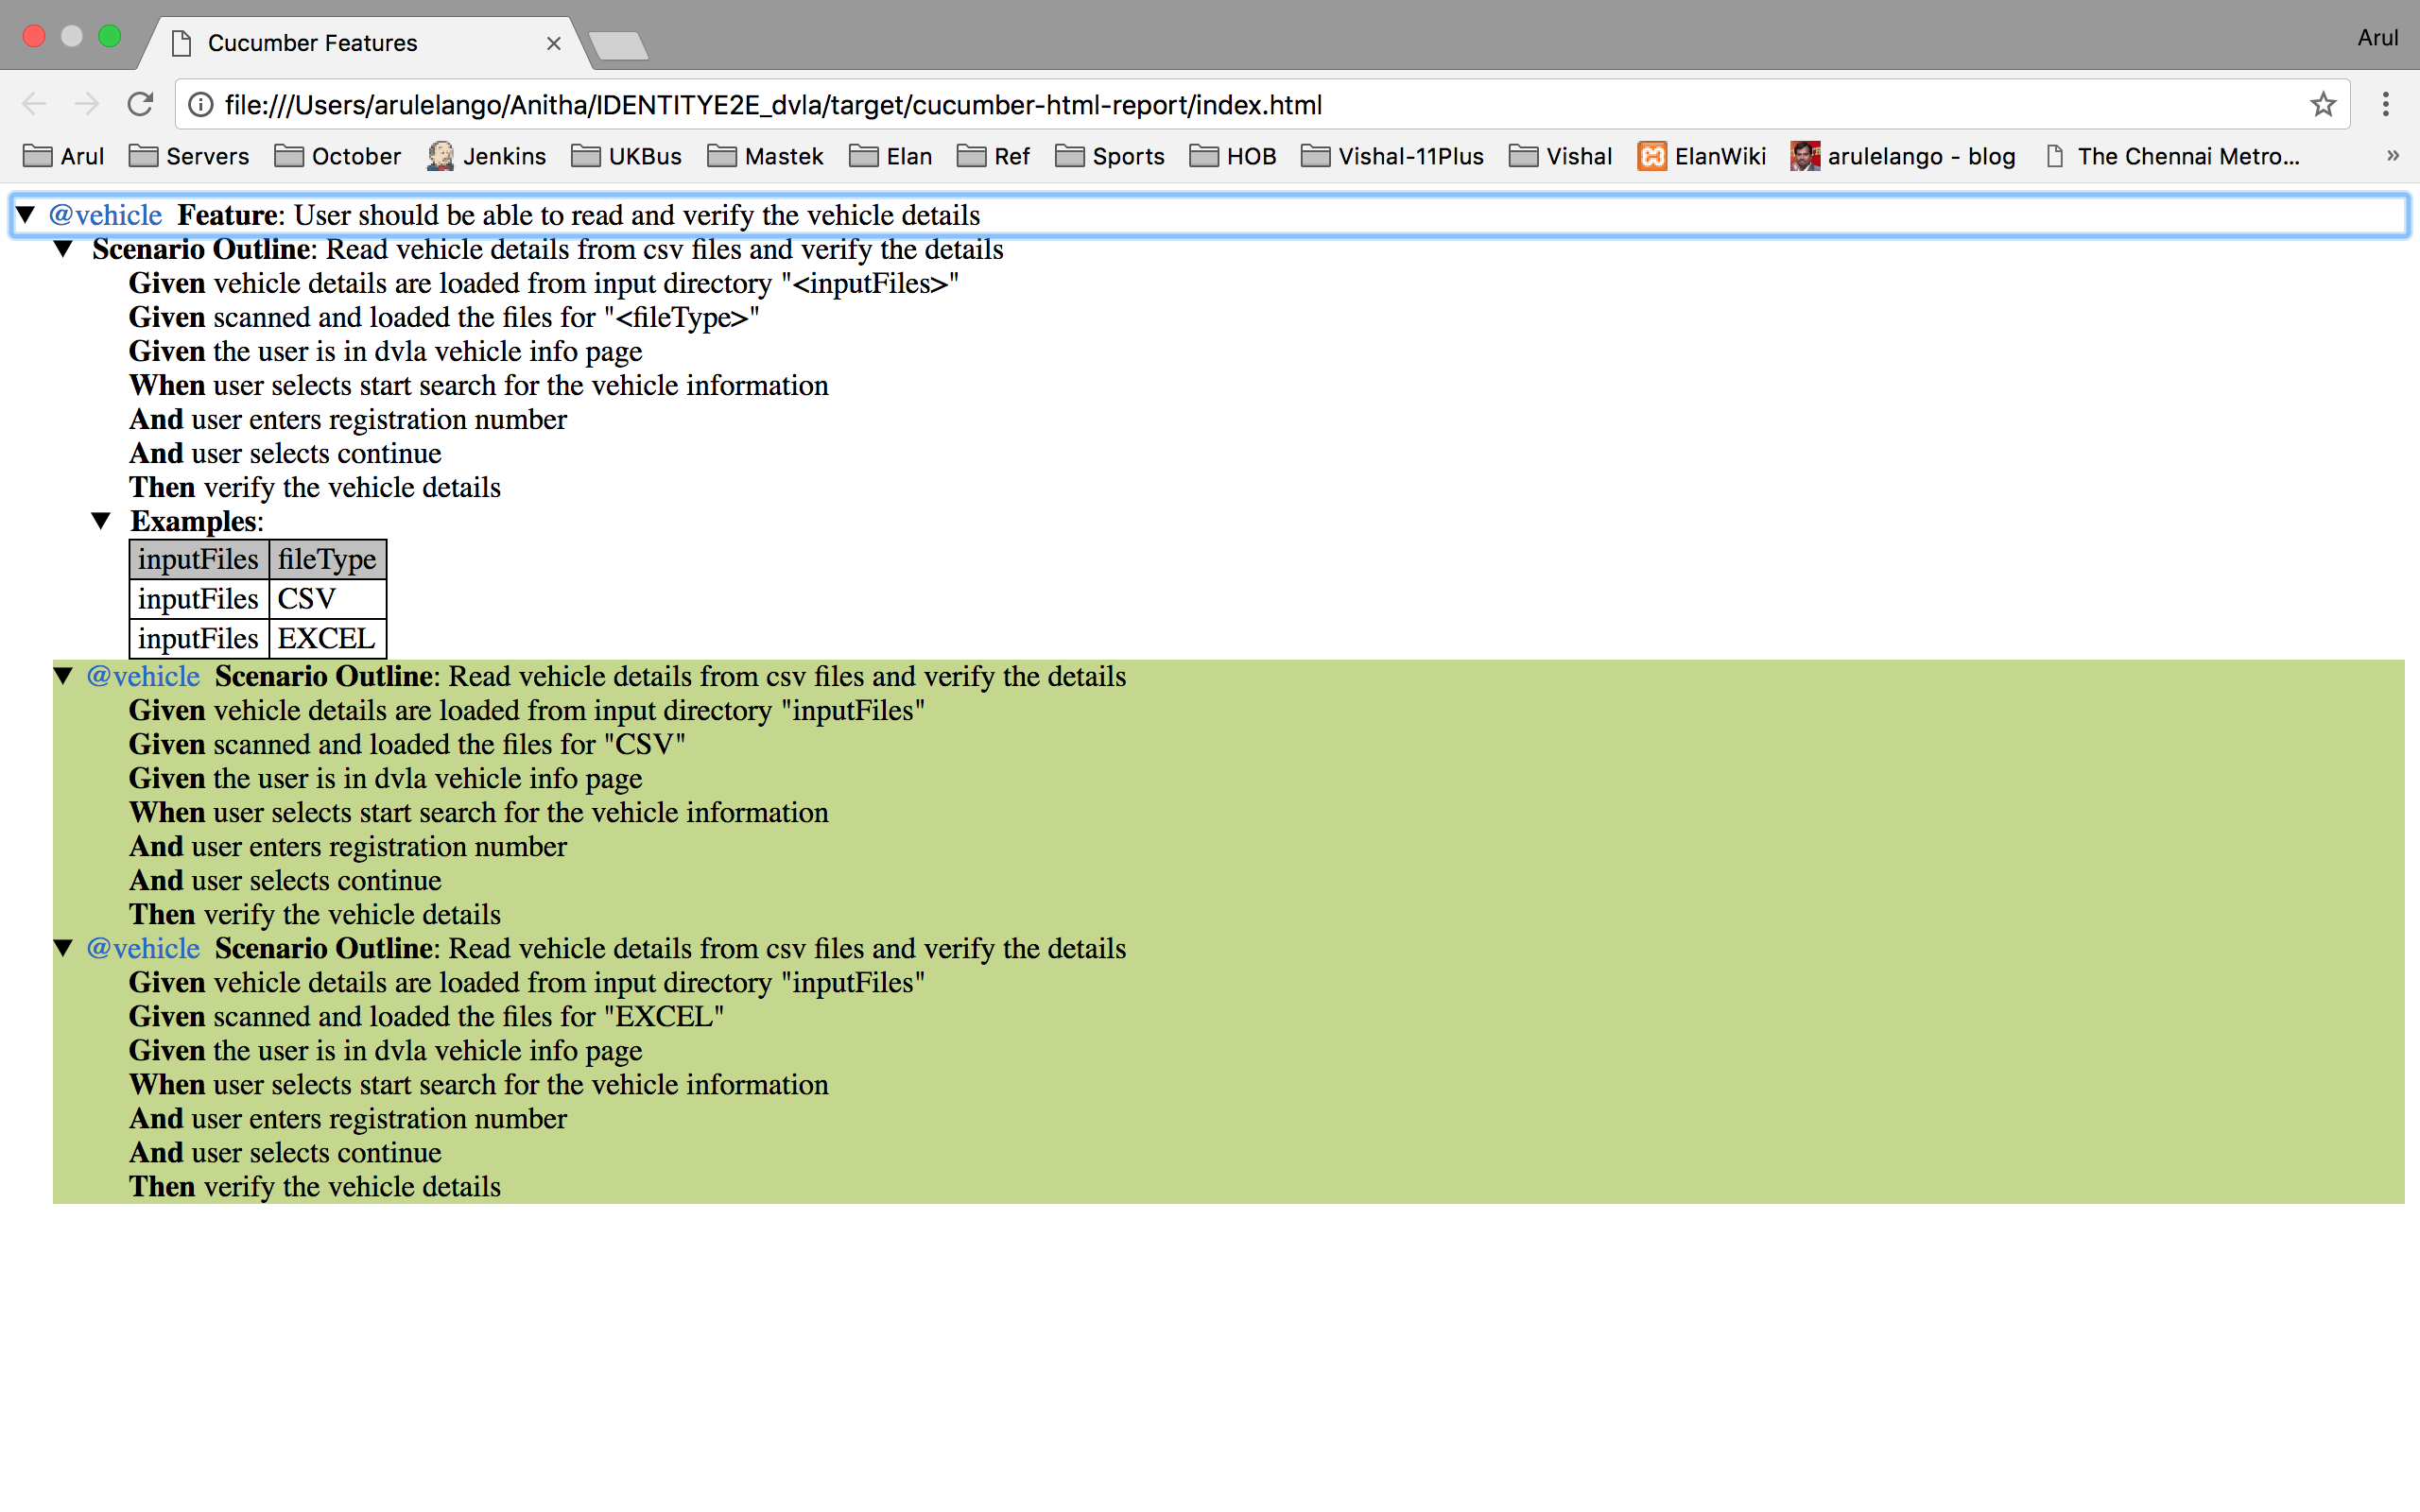 Cucumber Features
Arul
file:///Users/arulelango/Anitha/IDENTITYE2E_dvla/target/cucumber-html-report/index.html
Arul Servers October Jenkins UKBus Mastek Elan Ref Sports HOB Vishal-11Plus Vishal ElanWiki arulelango - blog The Chennai Metro... »
@vehicle Feature: User should be able to read and verify the vehicle details
Scenario Outline: Read vehicle details from csv files and verify the details
Given vehicle details are loaded from input directory "<inputFiles>"
Given scanned and loaded the files for "<fileType>"
Given the user is in dvla vehicle info page
When user selects start search for the vehicle information
And user enters registration number
And user selects continue
Then verify the vehicle details
Examples:
inputFiles fileType
inputFiles CSV
inputFiles EXCEL
@vehicle Scenario Outline: Read vehicle details from csv files and verify the details
Given vehicle details are loaded from input directory "inputFiles"
Given scanned and loaded the files for "CSV"
Given the user is in dvla vehicle info page
When user selects start search for the vehicle information
And user enters registration number
And user selects continue
Then verify the vehicle details
@vehicle Scenario Outline: Read vehicle details from csv files and verify the details
Given vehicle details are loaded from input directory "inputFiles"
Given scanned and loaded the files for "EXCEL"
Given the user is in dvla vehicle info page
When user selects start search for the vehicle information
And user enters registration number
And user selects continue
Then verify the vehicle details